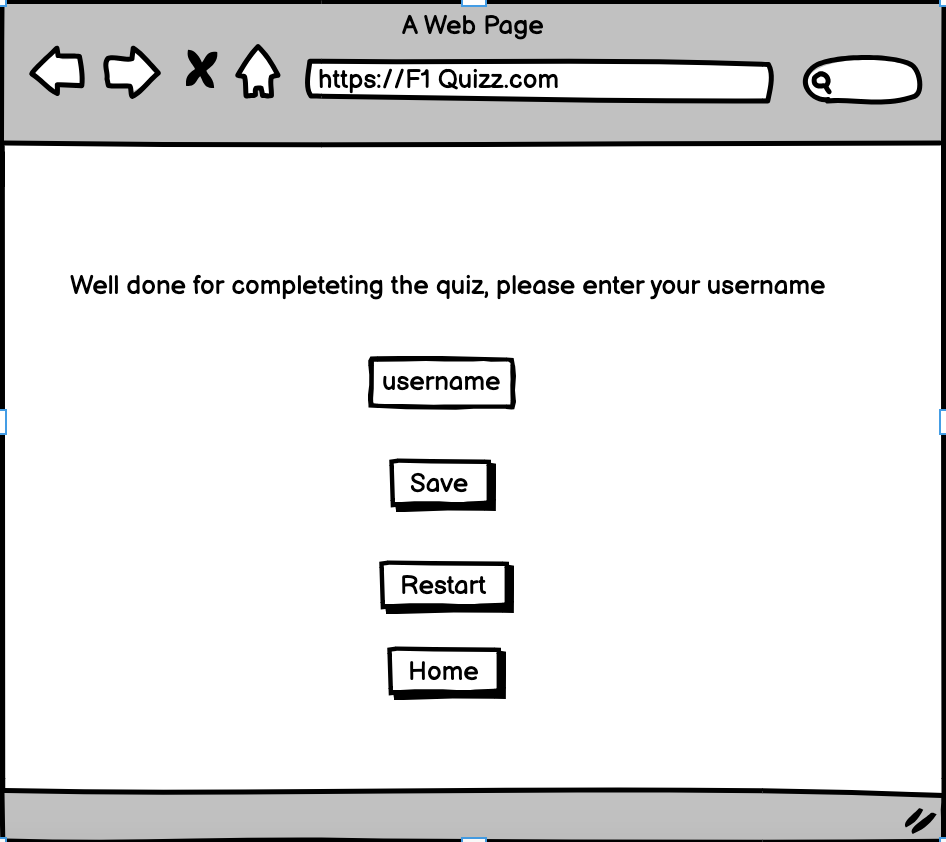 A Web Page
https://F1 Quizz.com
Well done for completeting the quiz, please enter your username
username
Save
Restart
Home